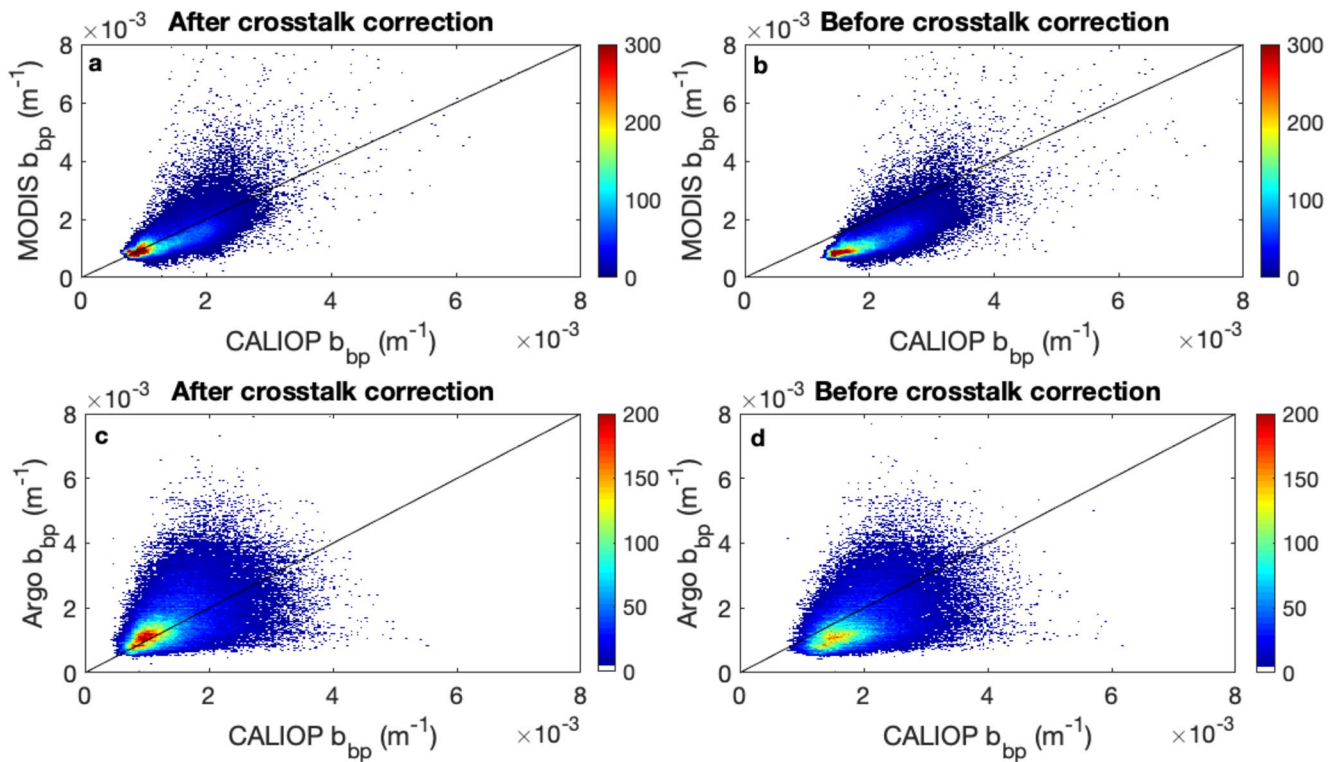 After crosstalk correction
×10⁻³
a
MODIS b_bp (m⁻¹)
8
6
4
2
0
0 2 4 6 8
×10⁻³
CALIOP b_bp (m⁻¹)
300
200
100
0
Before crosstalk correction
×10⁻³
b
MODIS b_bp (m⁻¹)
8
6
4
2
0
0 2 4 6 8
×10⁻³
CALIOP b_bp (m⁻¹)
300
200
100
0
After crosstalk correction
×10⁻³
c
Argo b_bp (m⁻¹)
8
6
4
2
0
0 2 4 6 8
×10⁻³
CALIOP b_bp (m⁻¹)
200
150
100
50
0
Before crosstalk correction
×10⁻³
d
Argo b_bp (m⁻¹)
8
6
4
2
0
0 2 4 6 8
×10⁻³
CALIOP b_bp (m⁻¹)
200
150
100
50
0